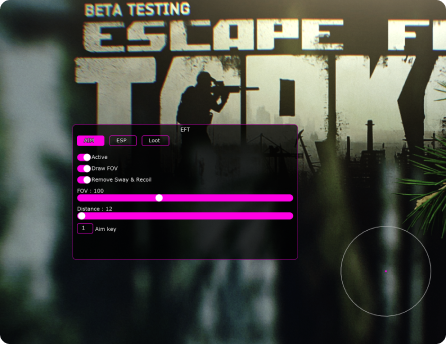 BETA TESTING
ESCAPE F
TARK
EFT
AIM ESP Loot
Active
Draw FOV
Remove Sway & Recoil
FOV : 100
Distance : 12
1 Aim key